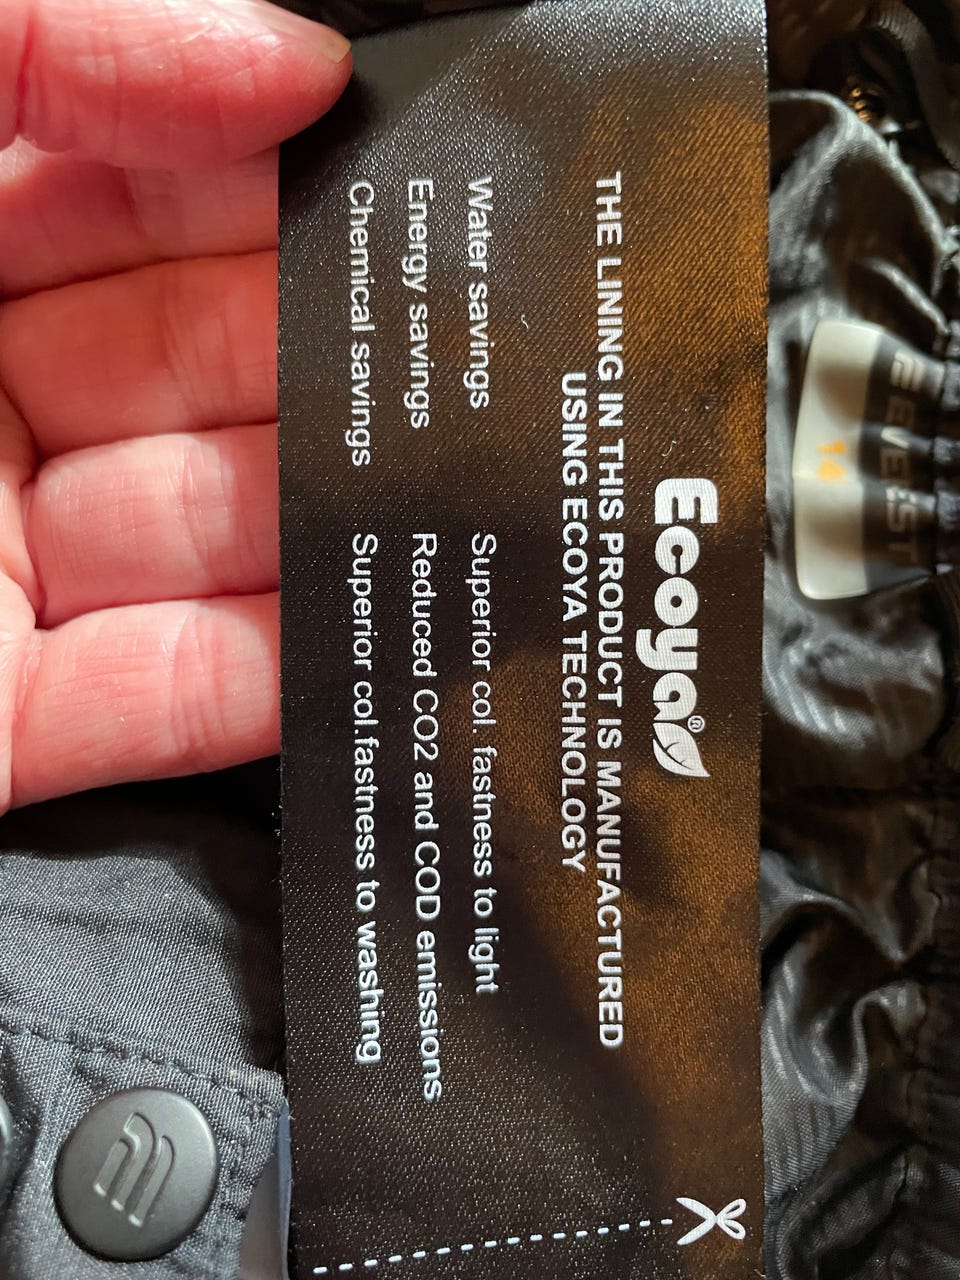 Ecoya®
THE LINING IN THIS PRODUCT IS MANUFACTURED
USING ECOYA TECHNOLOGY
Water savings
Superior col. fastness to light
Energy savings
Reduced CO2 and COD emissions
Chemical savings
Superior col.fastness to washing
EVEREST
14